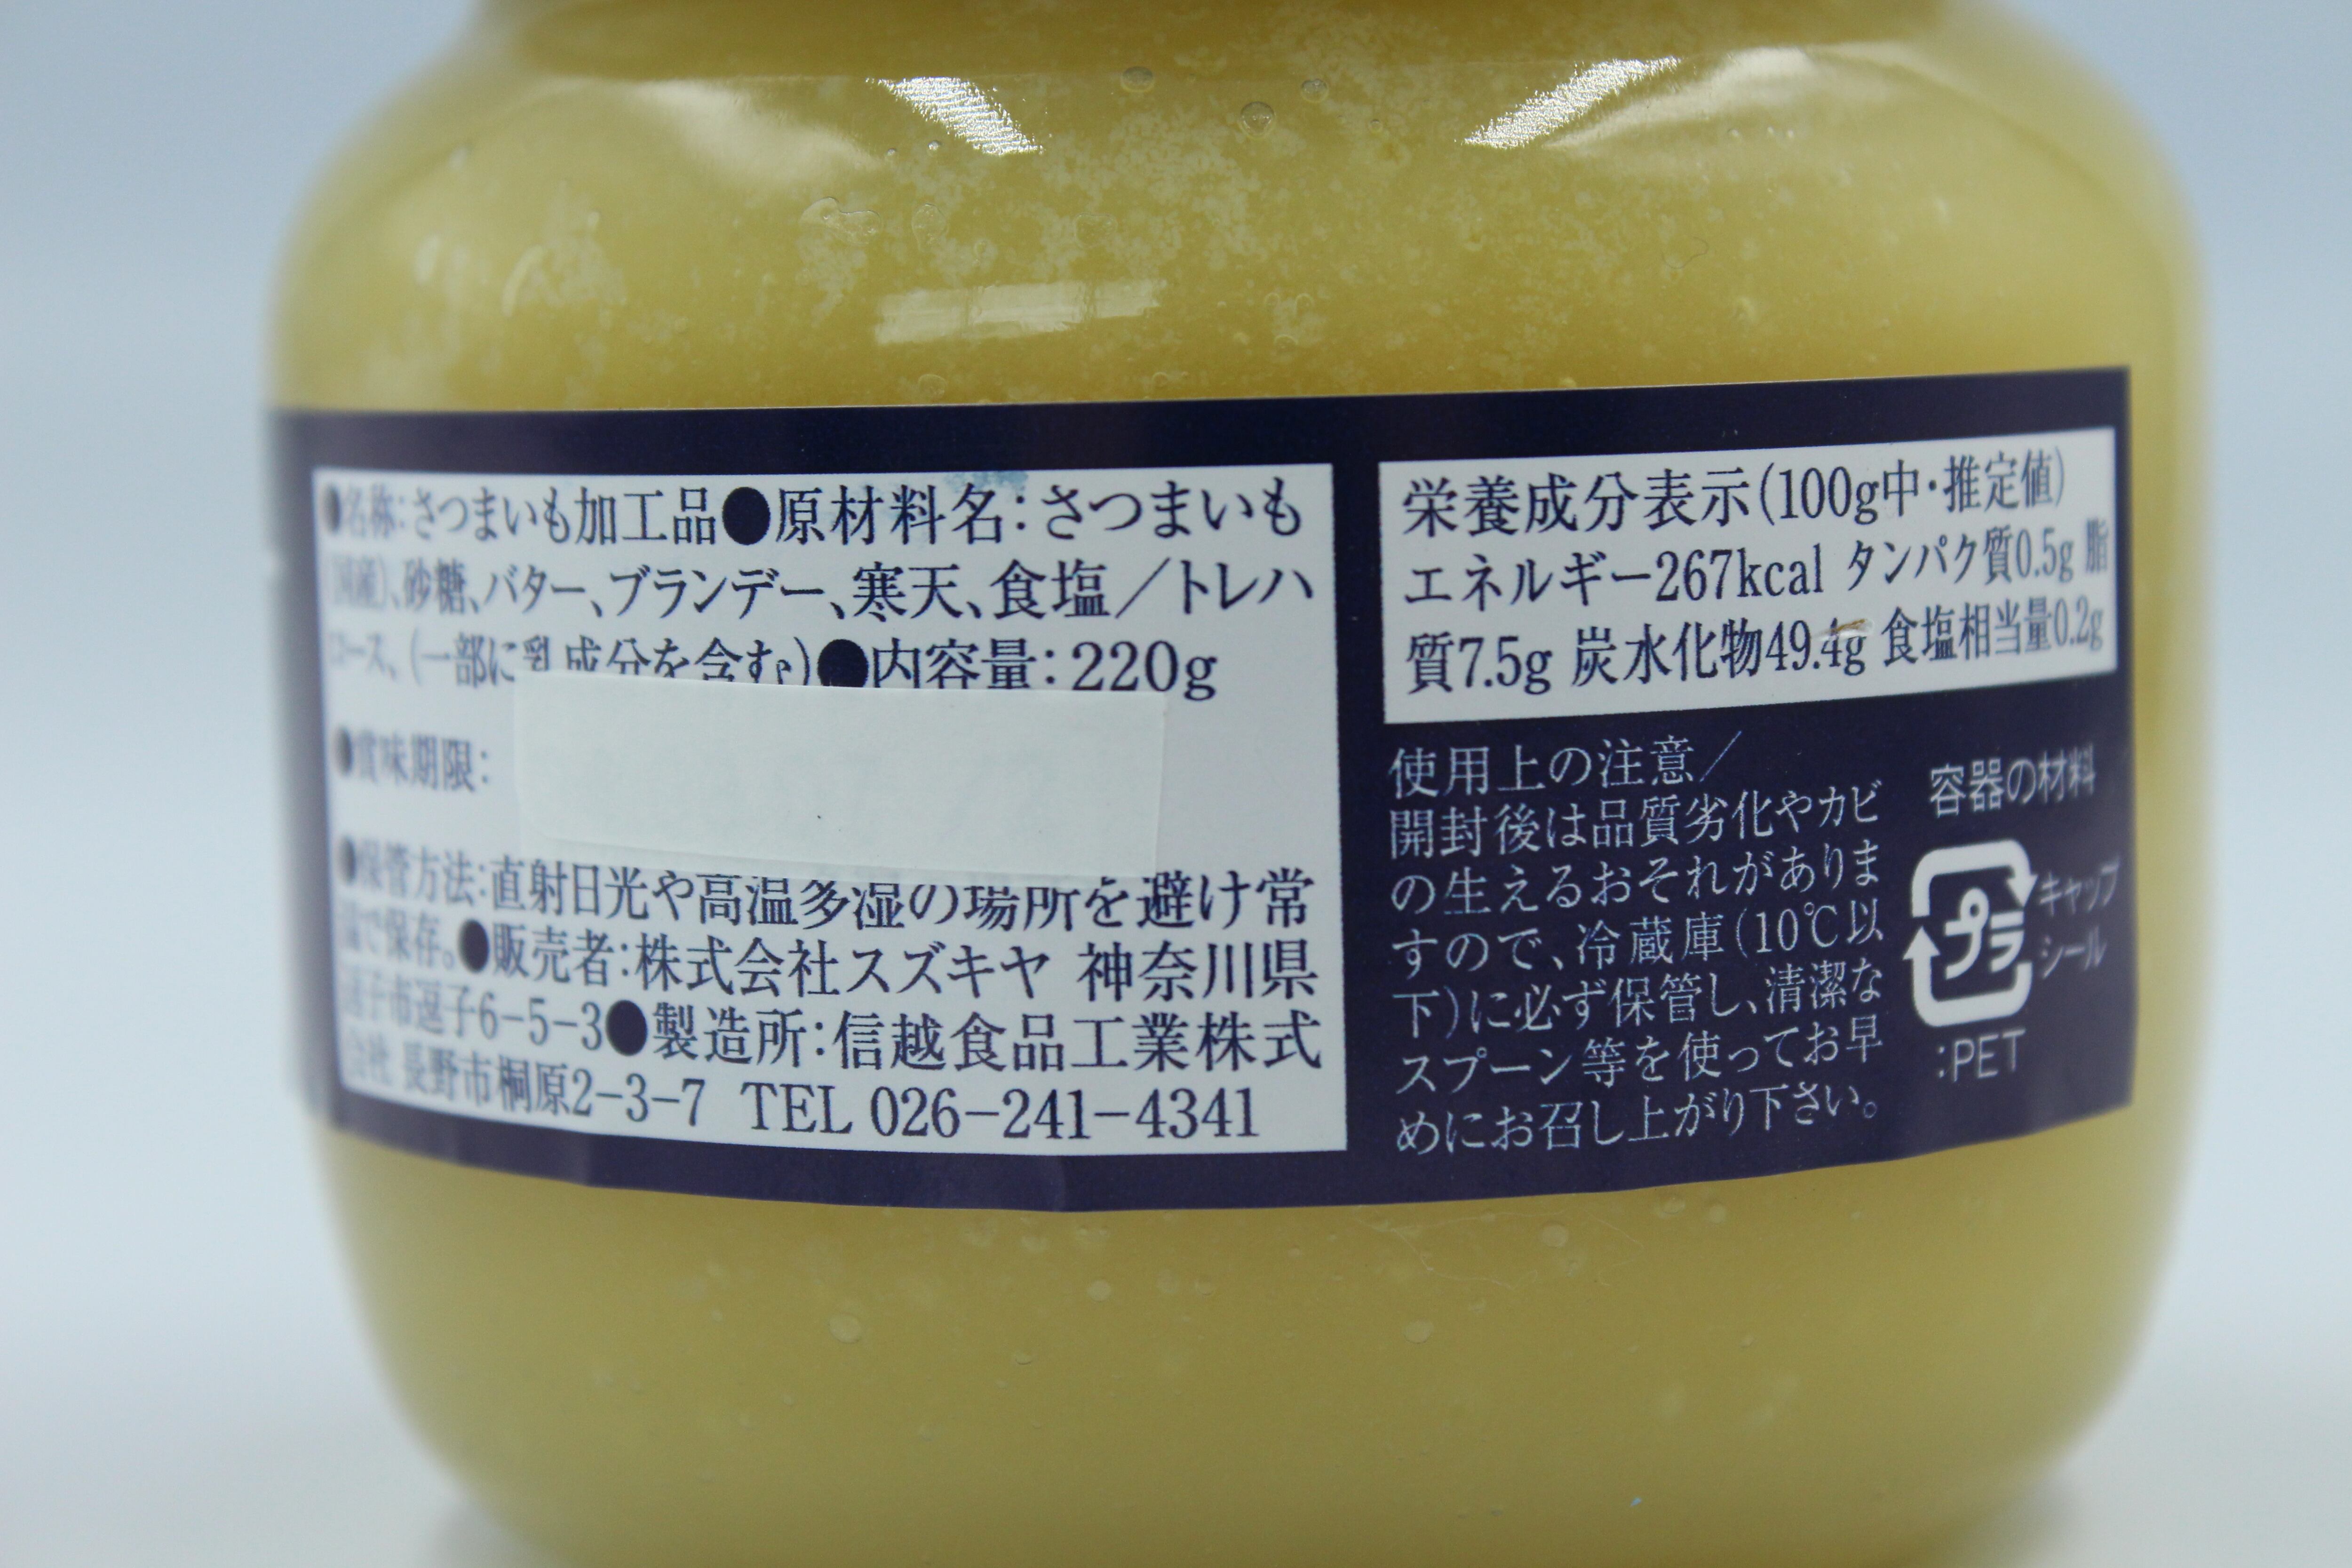 ●名称：さつまいも加工品●原材料名：さつまいも
(国産)、砂糖、バター、ブランデー、寒天、食塩／トレハ
ロース、(一部に乳成分を含む)●内容量：220g
●賞味期限：
●保管方法：直射日光や高温多湿の場所を避け常
温で保存。●販売者：株式会社スズキヤ 神奈川県
逗子市逗子6-5-3●製造所：信越食品工業株式
会社 長野市桐原2-3-7 TEL 026-241-4341
栄養成分表示(100g中・推定値)
エネルギー267kcal タンパク質0.5g 脂
質7.5g 炭水化物49.4g 食塩相当量0.2g
使用上の注意／
開封後は品質劣化やカビ
の生えるおそれがありま
すので、冷蔵庫(10℃以
下)に必ず保管し、清潔な
スプーン等を使ってお早
めにお召し上がり下さい。
容器の材料
プラ
キャップ
シール
:PET